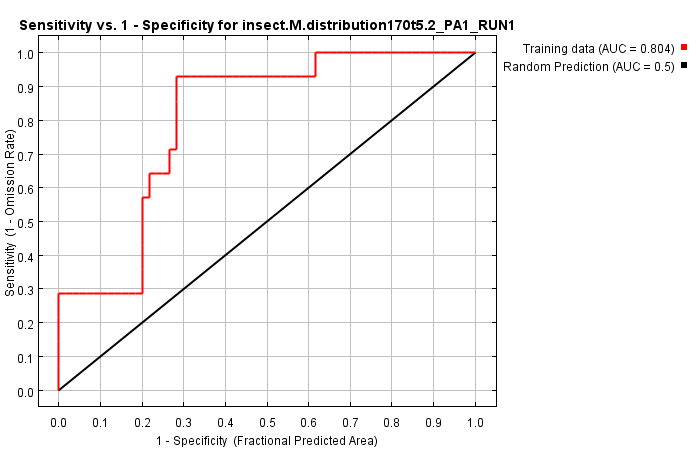 Sensitivity vs. 1 - Specificity for insect.M.distribution170t5.2_PA1_RUN1
Training data (AUC = 0.804)
Random Prediction (AUC = 0.5)
Sensitivity (1 - Omission Rate)
1.0
0.9
0.8
0.7
0.6
0.5
0.4
0.3
0.2
0.1
0.0
0.0 0.1 0.2 0.3 0.4 0.5 0.6 0.7 0.8 0.9 1.0
1 - Specificity (Fractional Predicted Area)